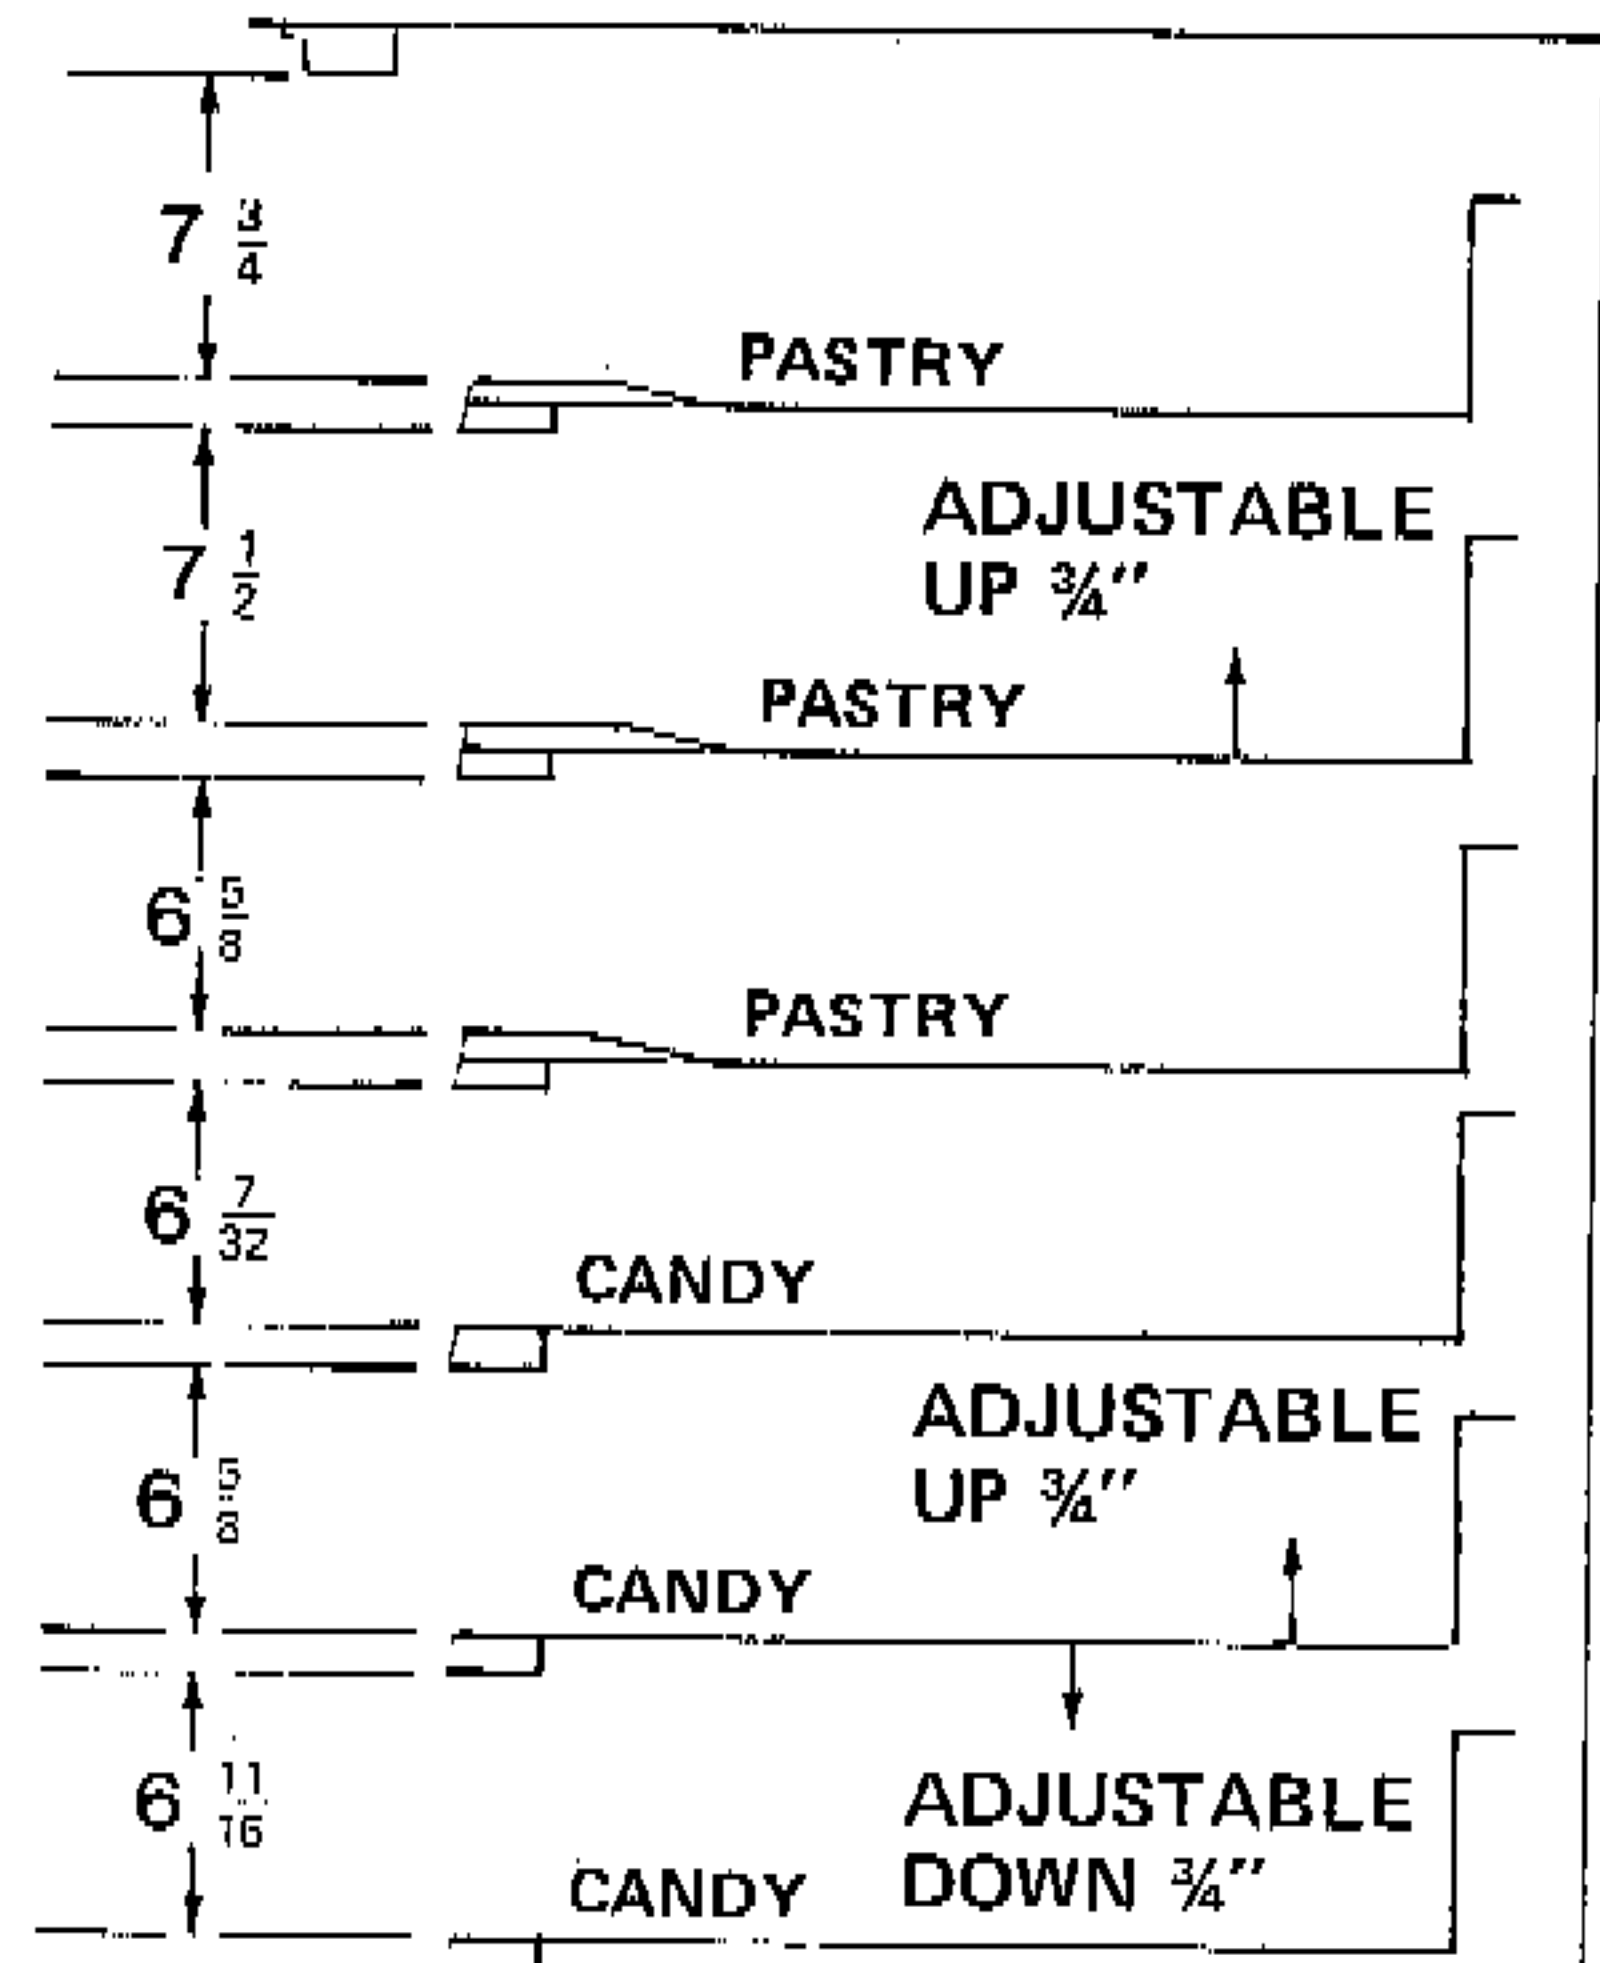 7 3/4
PASTRY
ADJUSTABLE
UP 3/4"
7 1/2
PASTRY
6 5/8
PASTRY
6 7/32
CANDY
ADJUSTABLE
UP 3/4"
6 5/8
CANDY
6 11/16
ADJUSTABLE
DOWN 3/4"
CANDY